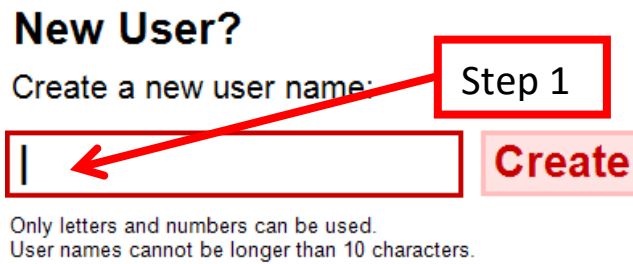 New User?
Create a new user name:
Step 1
Create
Only letters and numbers can be used.
User names cannot be longer than 10 characters.